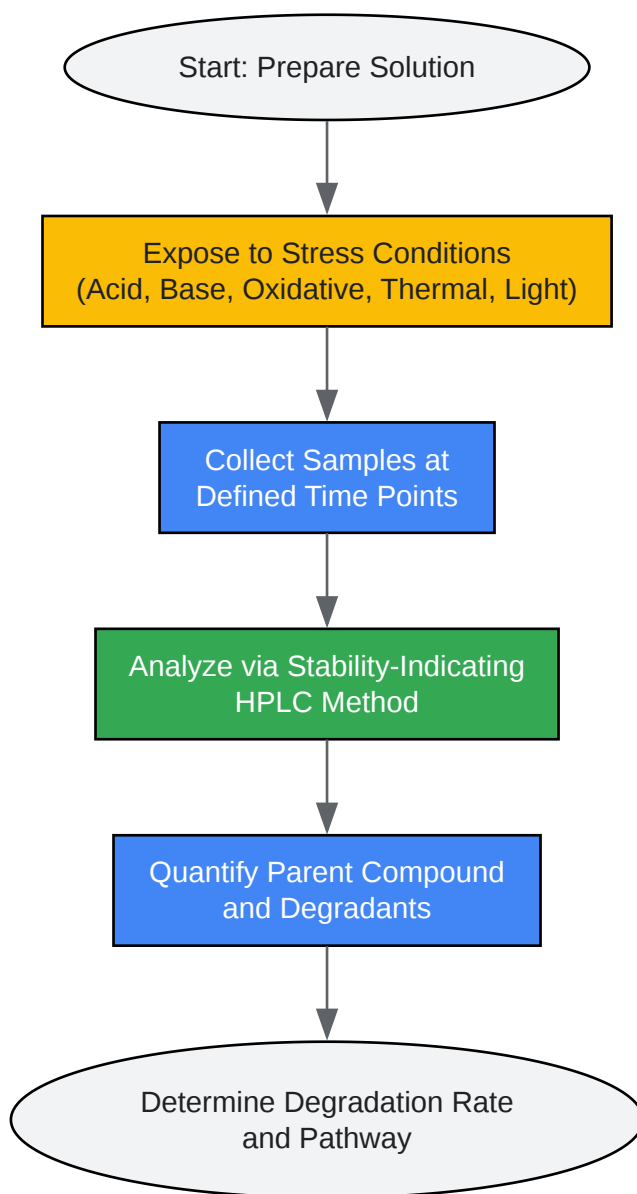 Start: Prepare Solution
Expose to Stress Conditions
(Acid, Base, Oxidative, Thermal, Light)
Collect Samples at
Defined Time Points
Analyze via Stability-Indicating
HPLC Method
Quantify Parent Compound
and Degradants
Determine Degradation Rate
and Pathway